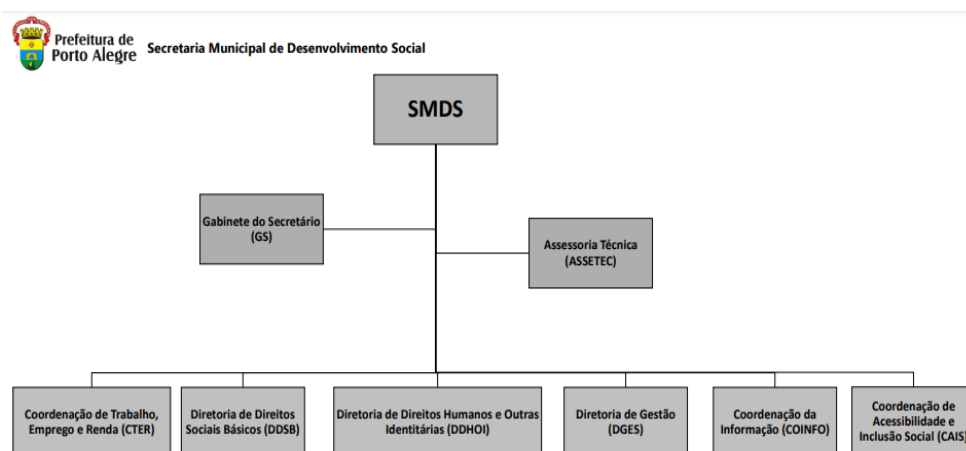 Prefeitura de
Porto Alegre
Secretaria Municipal de Desenvolvimento Social
SMDS
Gabinete do Secretário
(GS)
Assessoria Técnica
(ASSETEC)
Coordenação de Trabalho,
Emprego e Renda (CTER)
Diretoria de Direitos
Sociais Básicos (DDSB)
Diretoria de Direitos Humanos e Outras
Identitárias (DDHOI)
Diretoria de Gestão
(DGES)
Coordenação da
Informação (COINFO)
Coordenação de
Acessibilidade e
Inclusão Social (CAIS)